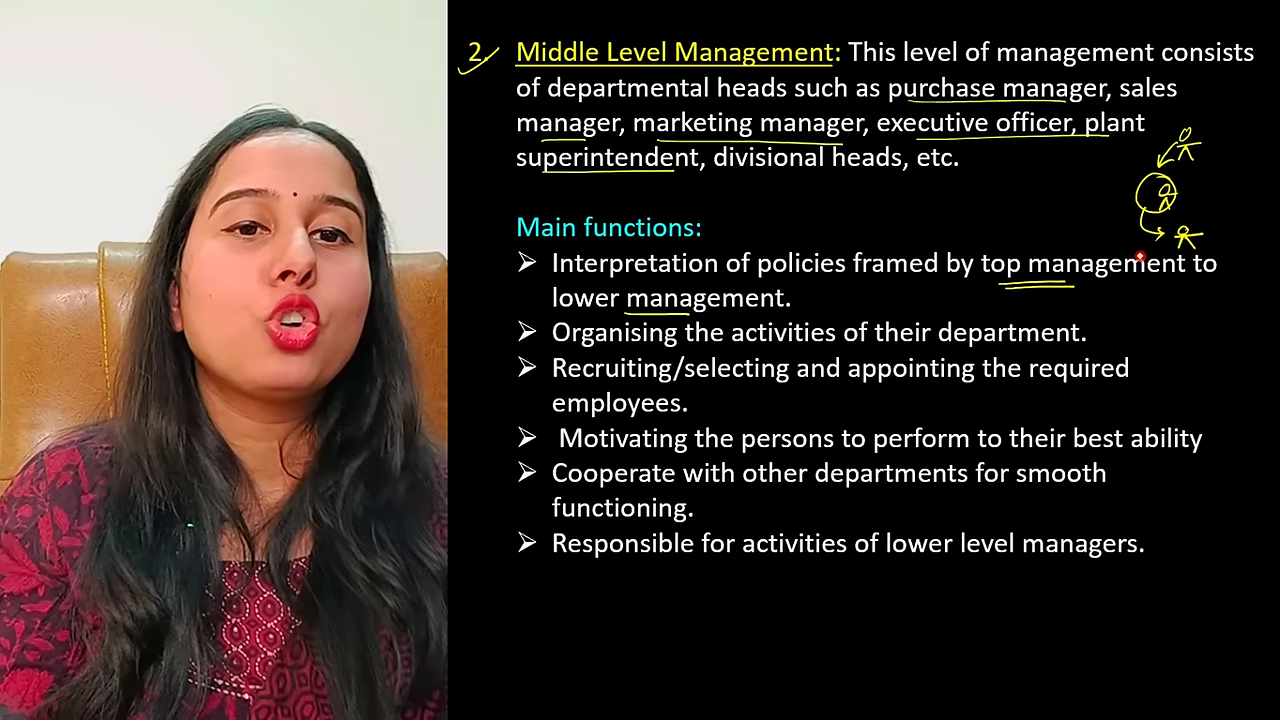 2. Middle Level Management: This level of management consists
of departmental heads such as purchase manager, sales
manager, marketing manager, executive officer, plant
superintendent, divisional heads, etc.
Main functions:
➢ Interpretation of policies framed by top management to
lower management.
➢ Organising the activities of their department.
➢ Recruiting/selecting and appointing the required
employees.
➢ Motivating the persons to perform to their best ability
➢ Cooperate with other departments for smooth
functioning.
➢ Responsible for activities of lower level managers.